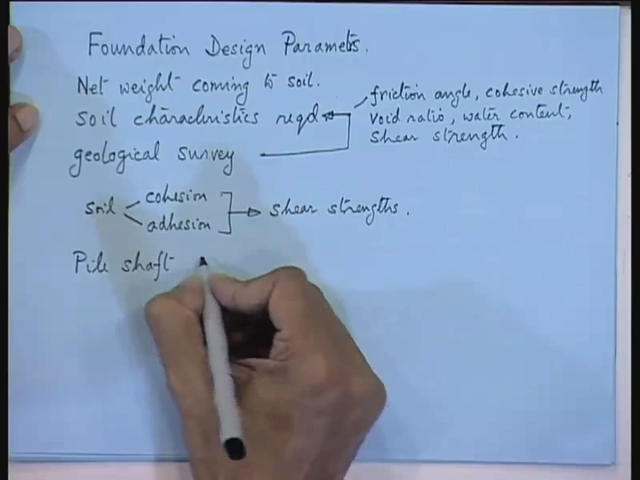 Foundation Design Paramets.
Net weight coming to soil.
soil characteristics reqd
friction angle, cohesive strength
void ratio, water content,
shear strength.
geological survey
soil cohesion
adhesion
shear strengths.
Pile shaft